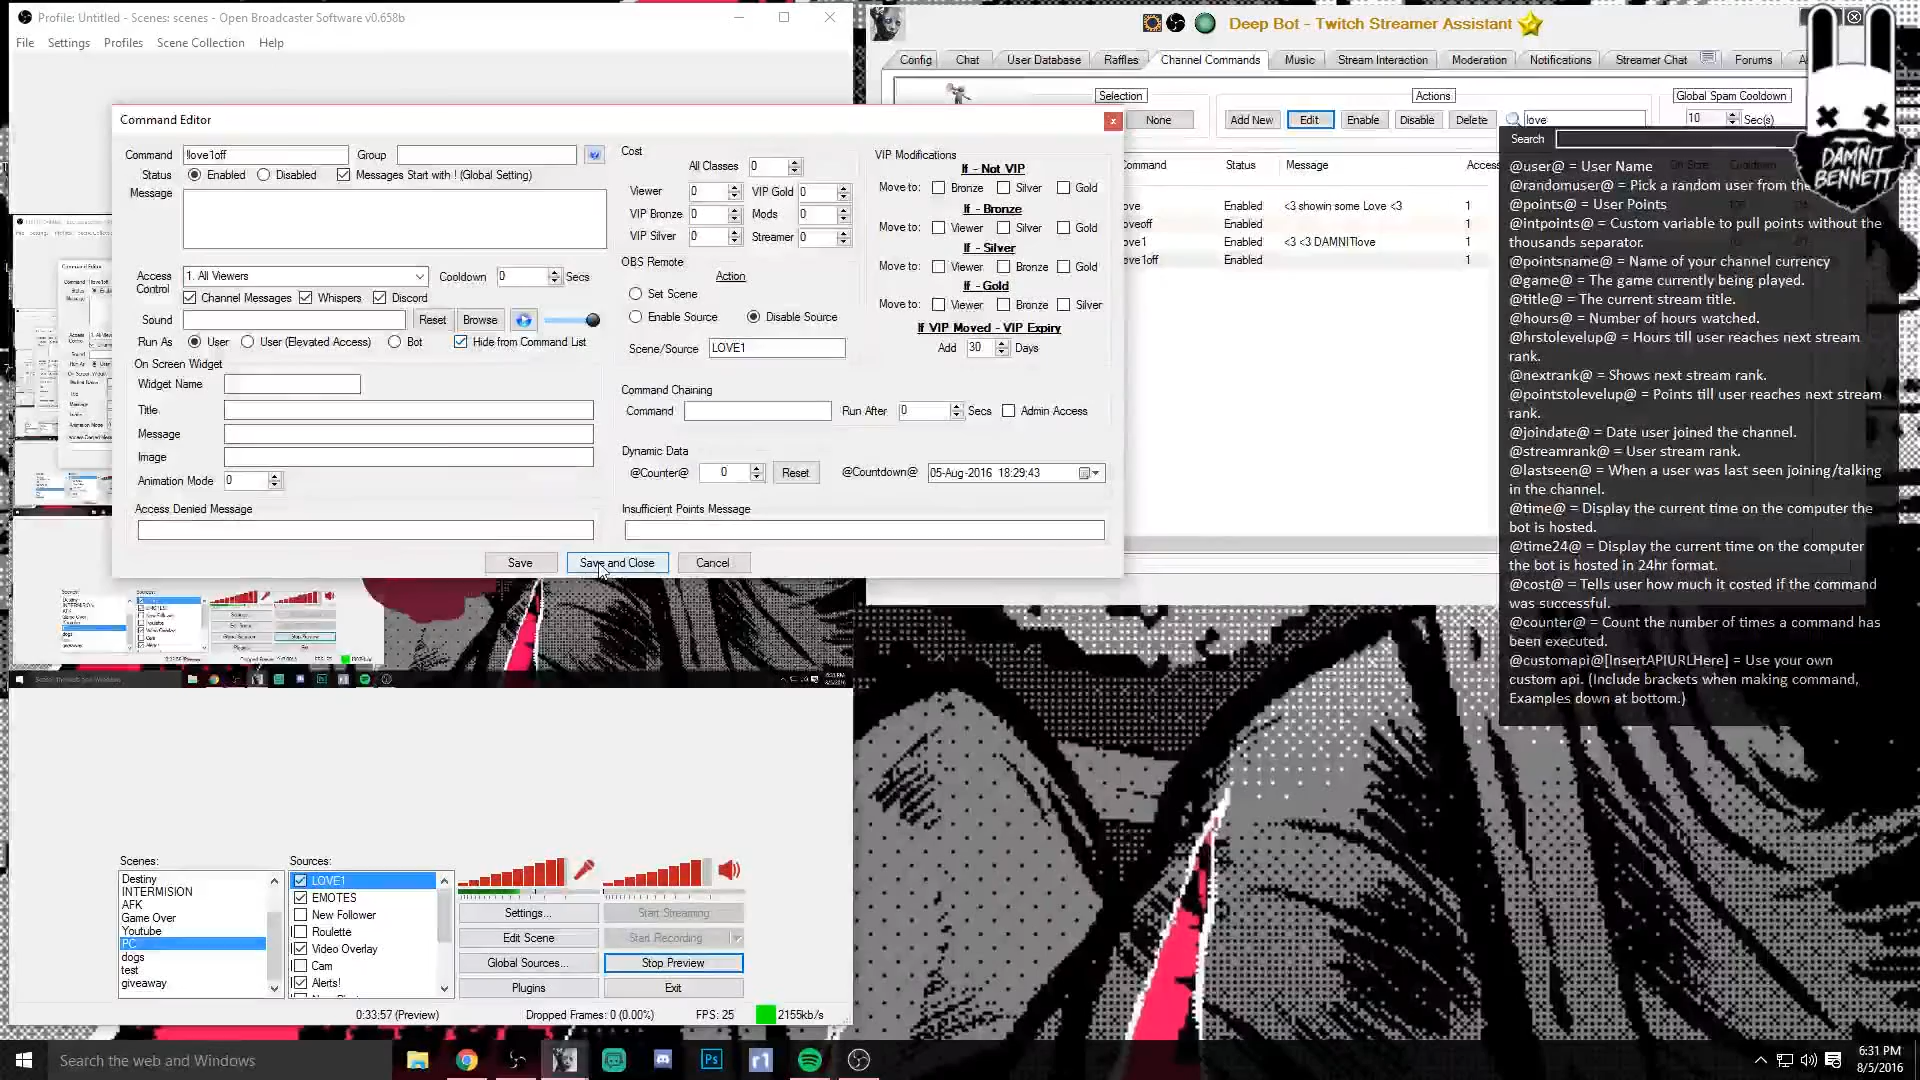 Profile: Untitled - Scenes: scenes - Open Broadcaster Software v0.658b
File Settings Profiles Scene Collection Help
Deep Bot - Twitch Streamer Assistant
Config Chat User Database Raffles Channel Commands Music Stream Interaction Moderation Notifications Streamer Chat Forums
Selection Actions Global Spam Cooldown
None Add New Edit Enable Disable Delete love 10 Sec(s)
Command Editor
Command !love1off Group
Status Enabled Disabled Messages Start with ! (Global Setting)
Message
Access Control 1. All Viewers Cooldown 0 Secs
Channel Messages Whispers Discord
Sound Reset Browse
Run As User User (Elevated Access) Bot Hide from Command List
On Screen Widget
Widget Name
Title
Message
Image
Animation Mode 0
Access Denied Message
Cost
All Classes 0
Viewer 0 VIP Gold 0
VIP Bronze 0 Mods 0
VIP Silver 0 Streamer 0
OBS Remote Action
Set Scene
Enable Source Disable Source
Scene/Source LOVE1
Command Chaining
Command Run After 0 Secs Admin Access
Dynamic Data
@Counter@ 0 Reset @Countdown@ 05-Aug-2016 18:29:43
Insufficient Points Message
VIP Modifications
If - Not VIP
Move to: Bronze Silver Gold
If - Bronze
Move to: Viewer Silver Gold
If - Silver
Move to: Viewer Bronze Gold
If - Gold
Move to: Viewer Bronze Silver
If VIP Moved - VIP Expiry
Add 30 Days
Save Save and Close Cancel
ommand Status Message Access
ove Enabled <3 showin some Love <3 1
oveoff Enabled 1
ove1 Enabled <3 <3 DAMNITlove 1
ove1off Enabled 1
Search
@user@ = User Name
@randomuser@ = Pick a random user from the
@points@ = User Points
@intpoints@ = Custom variable to pull points without the
thousands separator.
@pointsname@ = Name of your channel currency
@game@ = The game currently being played.
@title@ = The current stream title.
@hours@ = Number of hours watched.
@hrstolevelup@ = Hours till user reaches next stream
rank.
@nextrank@ = Shows next stream rank.
@pointstolevelup@ = Points till user reaches next stream
rank.
@joindate@ = Date user joined the channel.
@streamrank@ = User stream rank.
@lastseen@ = When a user was last seen joining/talking
in the channel.
@time@ = Display the current time on the computer the
bot is hosted.
@time24@ = Display the current time on the computer
the bot is hosted in 24hr format.
@cost@ = Tells user how much it costed if the command
was successful.
@counter@ = Count the number of times a command has
been executed.
@customapi@[InsertAPIURLHere] = Use your own
custom api. (Include brackets when making command,
Examples down at bottom.)
DAMNIT
BENNETT
Scenes:
Destiny
INTERMISION
AFK
Game Over
Youtube
PC
dogs
test
giveaway
Sources:
LOVE1
EMOTES
New Follower
Roulette
Video Overlay
Cam
Alerts!
Settings... Start Streaming
Edit Scene Start Recording
Global Sources... Stop Preview
Plugins Exit
0:33:57 (Preview) Dropped Frames: 0 (0.00%) FPS: 25 2155kb/s
Search the web and Windows
Ps
6:31 PM
8/5/2016